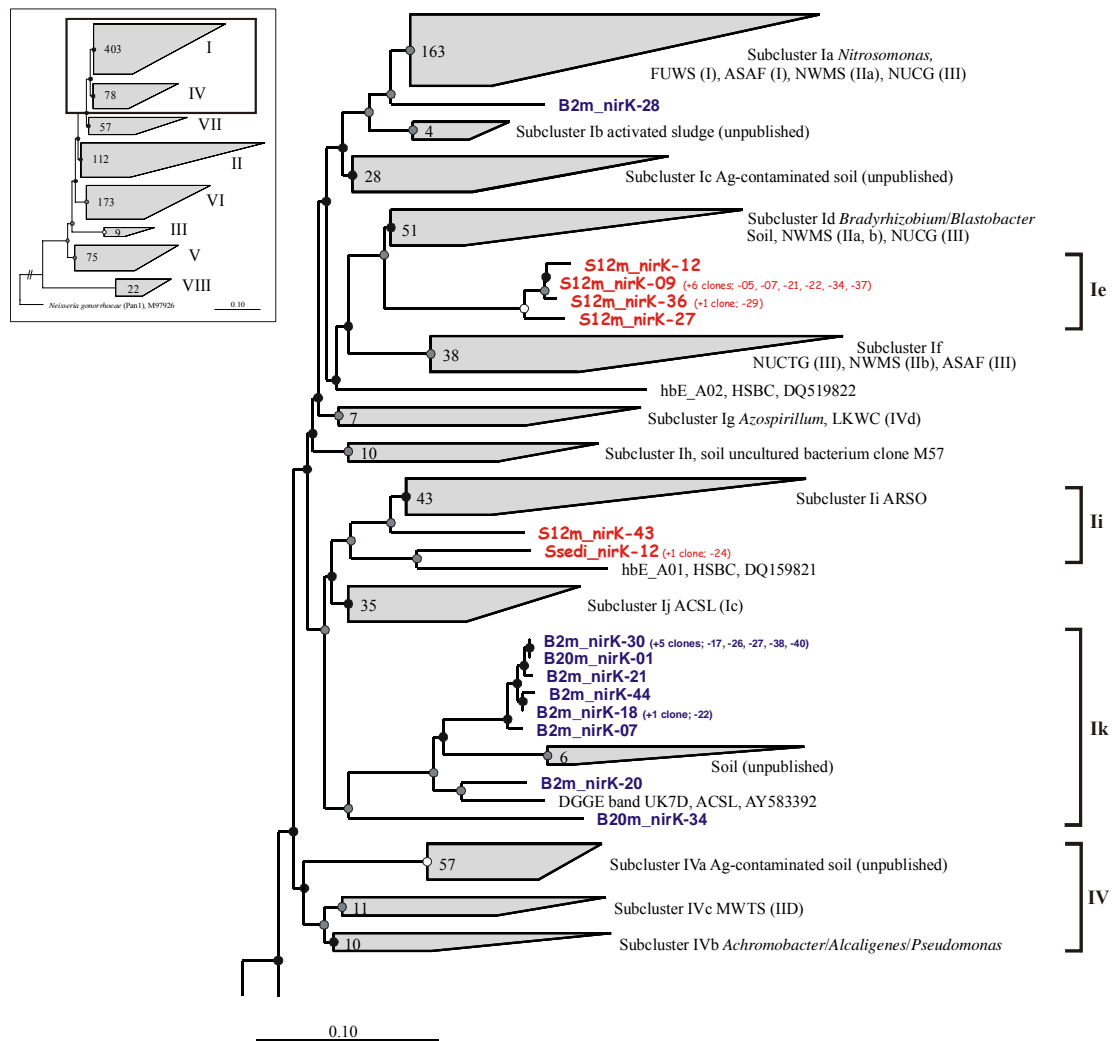 403
I
78
IV
57
VII
112
II
173
VI
9
III
75
V
22
VIII
//
Neisseria gonorrhoeae (Pan1), M97926
0.10
163
Subcluster Ia Nitrosomonas,
FUWS (I), ASAF (I), NWMS (IIa), NUCG (III)
B2m_nirK-28
4
Subcluster Ib activated sludge (unpublished)
28
Subcluster Ic Ag-contaminated soil (unpublished)
51
Subcluster Id Bradyrhizobium/Blastobacter
Soil, NWMS (IIa, b), NUCG (III)
S12m_nirK-12
S12m_nirK-09 (+6 clones; -05, -07, -21, -22, -34, -37)
S12m_nirK-36 (+1 clone; -29)
S12m_nirK-27
Ie
38
Subcluster If
NUCTG (III), NWMS (IIb), ASAF (III)
hbE_A02, HSBC, DQ519822
7
Subcluster Ig Azospirillum, LKWC (IVd)
10
Subcluster Ih, soil uncultured bacterium clone M57
43
Subcluster Ii ARSO
S12m_nirK-43
Ssedi_nirK-12 (+1 clone, -24)
hbE_A01, HSBC, DQ159821
Ii
35
Subcluster Ij ACSL (Ic)
B2m_nirK-30 (+5 clones; -17, -26, -27, -38, -40)
B20m_nirK-01
B2m_nirK-21
B2m_nirK-44
B2m_nirK-18 (+1 clone; -22)
B2m_nirK-07
6
Soil (unpublished)
B2m_nirK-20
DGGE band UK7D, ACSL, AY583392
B20m_nirK-34
Ik
57
Subcluster IVa Ag-contaminated soil (unpublished)
11
Subcluster IVc MWTS (IID)
10
Subcluster IVb Achromobacter/Alcaligenes/Pseudomonas
IV
0.10